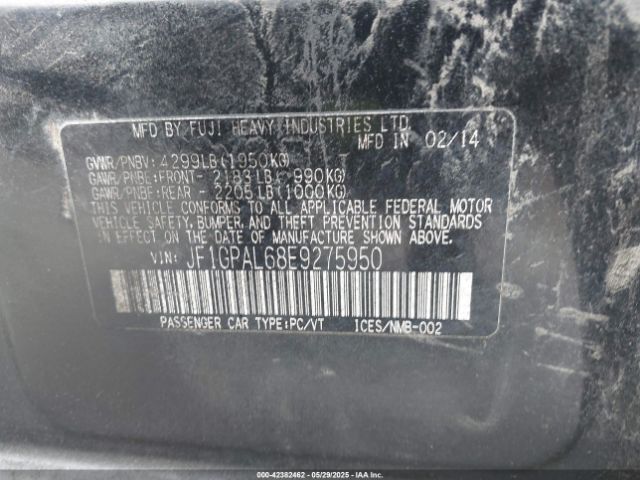 MFD BY FUJI HEAVY INDUSTRIES LTD.
MFD IN 02/14
GVWR/PNBV: 4299LB(1950KG)
GAWR/PNBE:FRONT- 2183LB( 990KG)
GAWR/PNBE:REAR - 2205LB(1000KG)
THIS VEHICLE CONFORMS TO ALL APPLICABLE FEDERAL MOTOR
VEHICLE SAFETY,BUMPER,AND THEFT PREVENTION STANDARDS
IN EFFECT ON THE DATE OF MANUFACTURE SHOWN ABOVE.
VIN: JF1GPAL68E9275950
PASSENGER CAR TYPE:PC/VT ICES/NMB-002
000-42382462 - 05/29/2025 - IAAI.COM